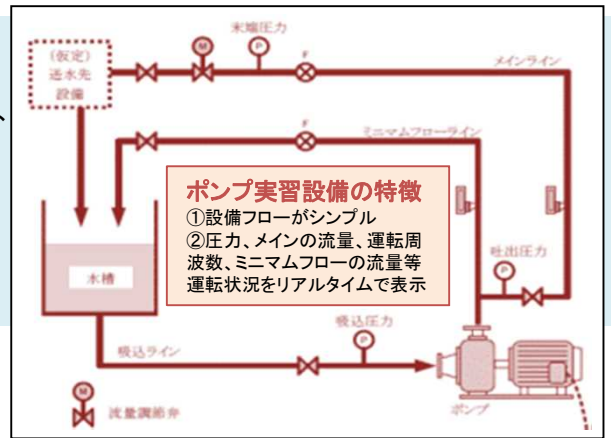 末端圧力
M
P
F
(仮定)
送水先
設備
メインライン
F
ミニマムフローライン
、
ポンプ実習設備の特徴
①設備フローがシンプル
②圧力、メインの流量、運転周
波数、ミニマムフローの流量等
運転状況をリアルタイムで表示
吐出圧力
P
水槽
吸込圧力
P
吸込ライン
M
流量調節弁
ポンプ